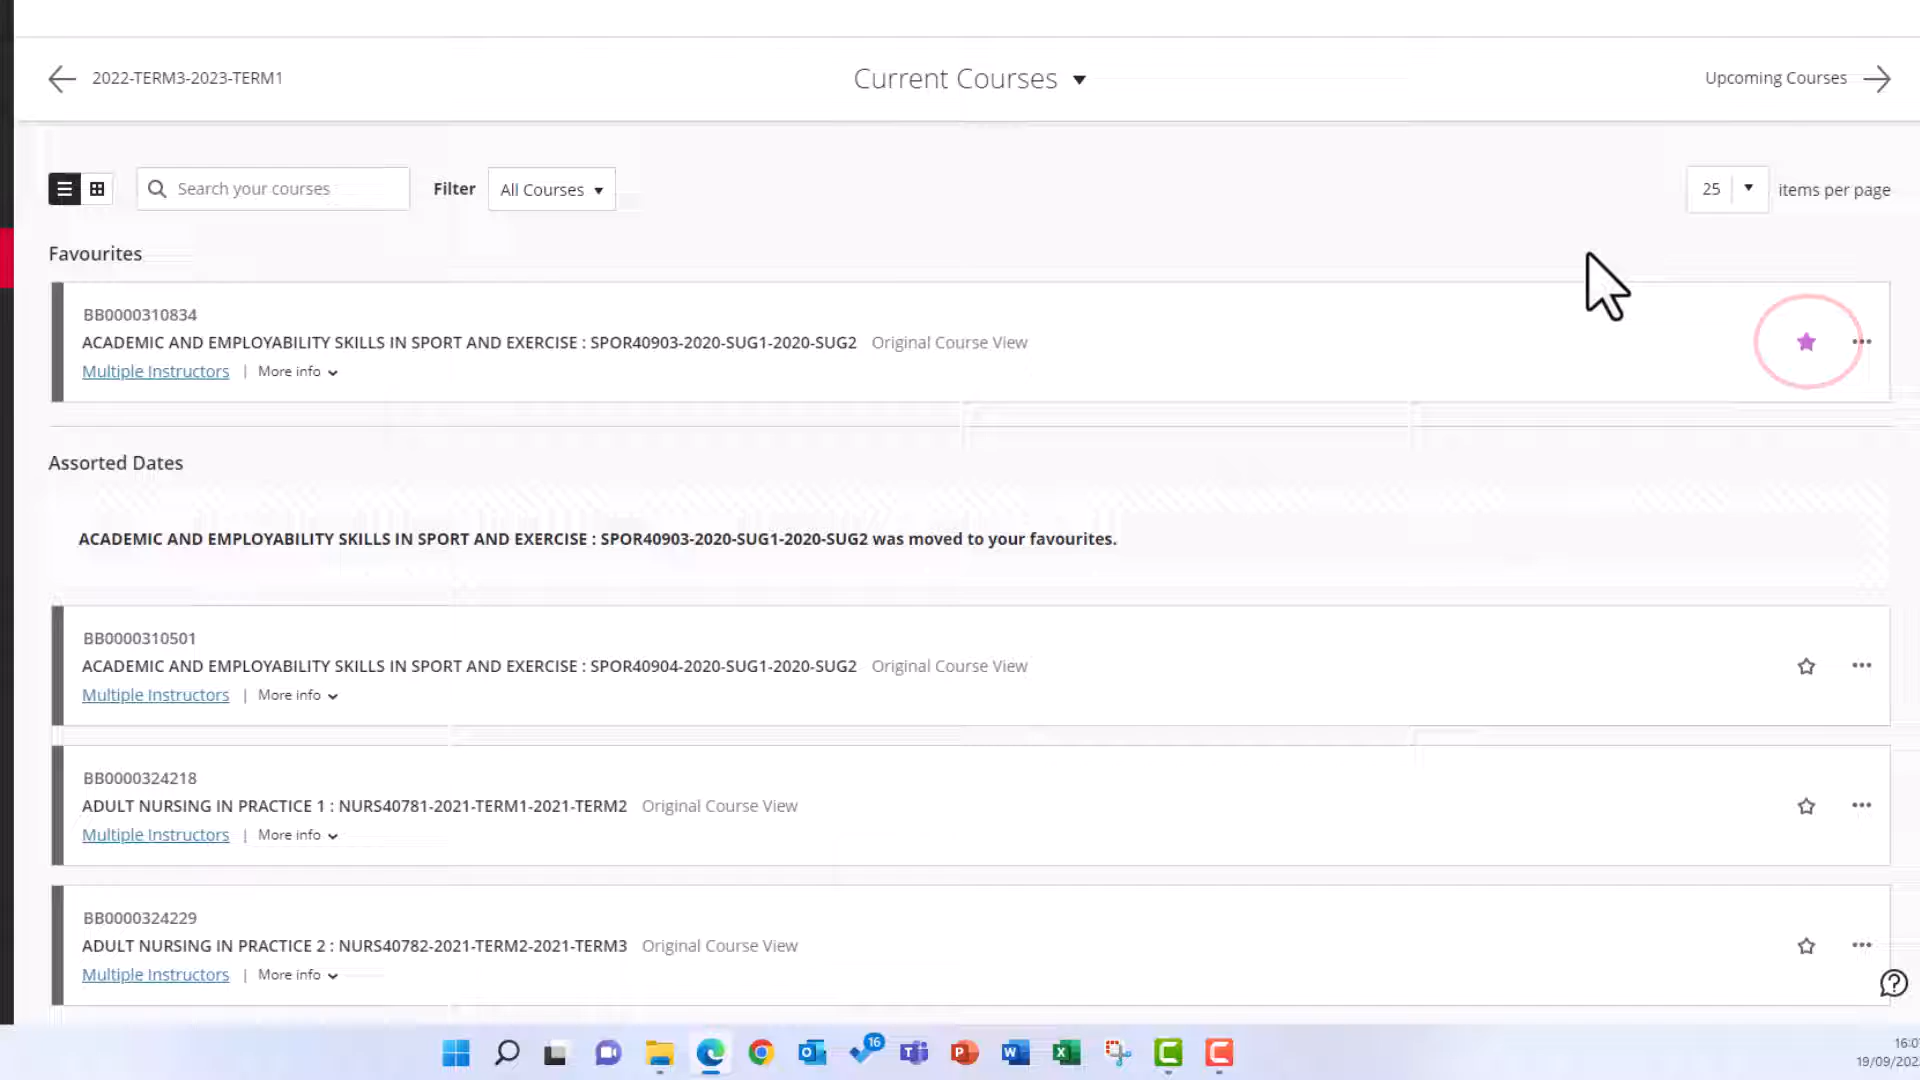 2022-TERM3-2023-TERM1
Current Courses
Upcoming Courses
Search your courses
Filter
All Courses
25
items per page
Favourites
BB0000310834
ACADEMIC AND EMPLOYABILITY SKILLS IN SPORT AND EXERCISE : SPOR40903-2020-SUG1-2020-SUG2 Original Course View
Multiple Instructors | More info
Assorted Dates
ACADEMIC AND EMPLOYABILITY SKILLS IN SPORT AND EXERCISE : SPOR40903-2020-SUG1-2020-SUG2 was moved to your favourites.
BB0000310501
ACADEMIC AND EMPLOYABILITY SKILLS IN SPORT AND EXERCISE : SPOR40904-2020-SUG1-2020-SUG2 Original Course View
Multiple Instructors | More info
BB0000324218
ADULT NURSING IN PRACTICE 1 : NURS40781-2021-TERM1-2021-TERM2 Original Course View
Multiple Instructors | More info
BB0000324229
ADULT NURSING IN PRACTICE 2 : NURS40782-2021-TERM2-2021-TERM3 Original Course View
Multiple Instructors | More info
16